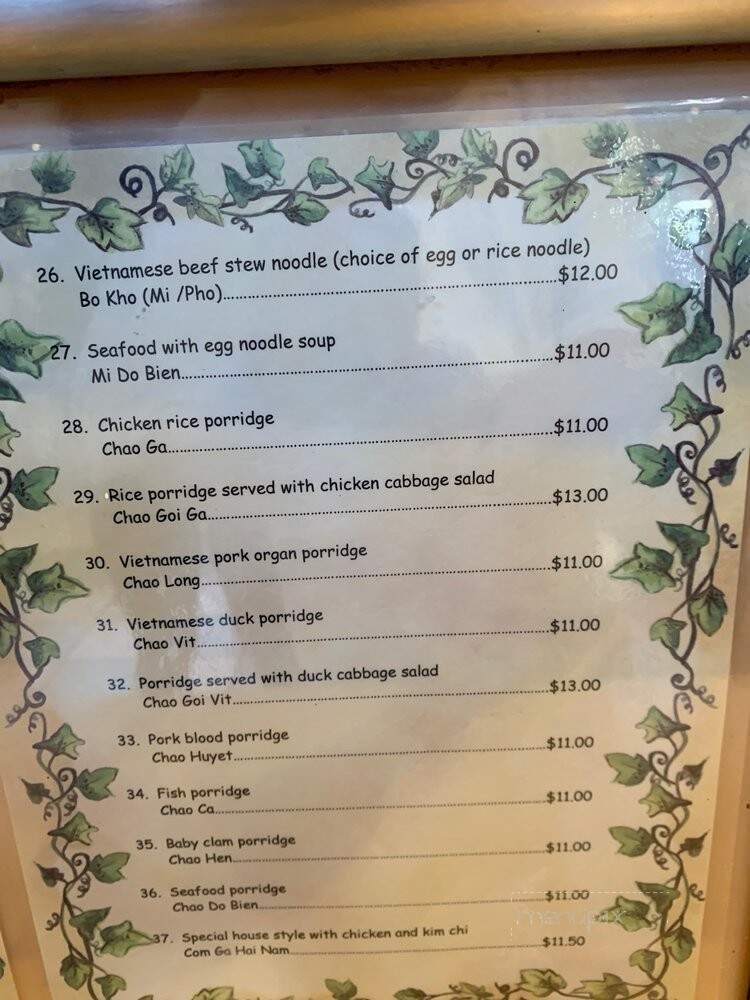 26. Vietnamese beef stew noodle (choice of egg or rice noodle)
Bo Kho (Mi /Pho)..........$12.00
27. Seafood with egg noodle soup
Mi Do Bien..........$11.00
28. Chicken rice porridge
Chao Ga..........$11.00
29. Rice porridge served with chicken cabbage salad
Chao Goi Ga..........$13.00
30. Vietnamese pork organ porridge
Chao Long..........$11.00
31. Vietnamese duck porridge
Chao Vit..........$11.00
32. Porridge served with duck cabbage salad
Chao Goi Vit..........$13.00
33. Pork blood porridge
Chao Huyet..........$11.00
34. Fish porridge
Chao Ca..........$11.00
35. Baby clam porridge
Chao Hen..........$11.00
36. Seafood porridge
Chao Do Bien..........$11.00
menupix
37. Special house style with chicken and kim chi
Com Ga Hai Nam..........$11.50